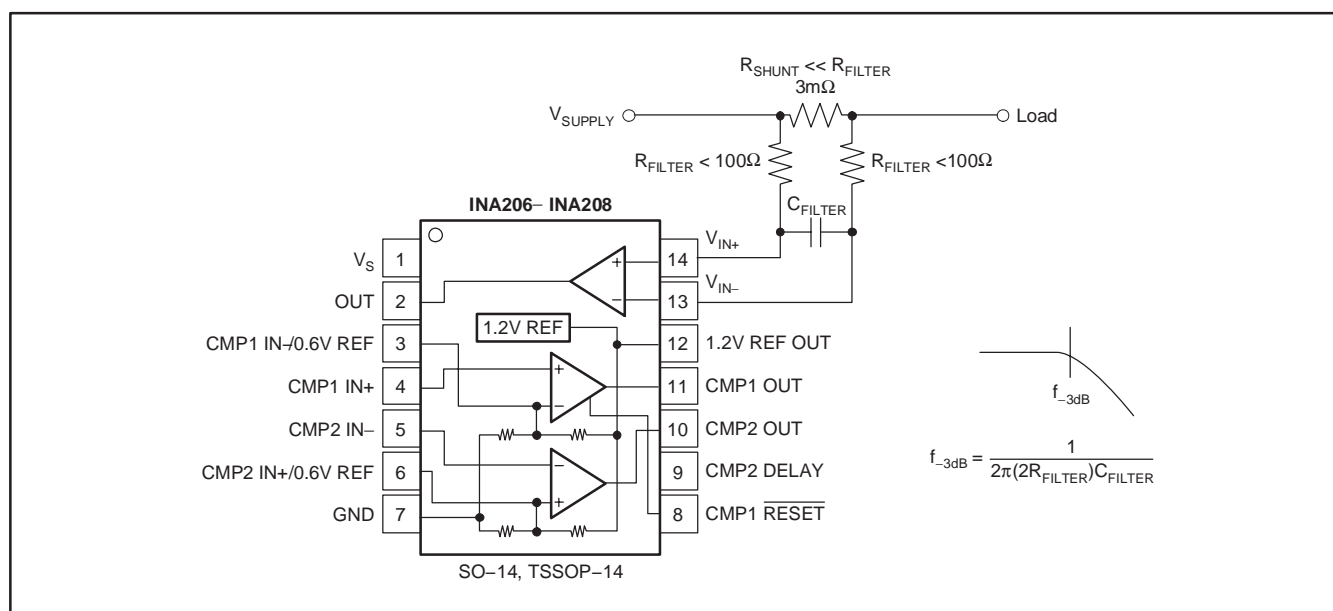 R_SHUNT << R_FILTER
3mΩ
V_SUPPLY
Load
R_FILTER < 100Ω
R_FILTER <100Ω
C_FILTER
INA206– INA208
V_IN+
V_IN–
V_S
1
14
OUT
2
13
1.2V REF
CMP1 IN–/0.6V REF
3
12
1.2V REF OUT
CMP1 IN+
4
11
CMP1 OUT
CMP2 IN–
5
10
CMP2 OUT
CMP2 IN+/0.6V REF
6
9
CMP2 DELAY
GND
7
8
CMP1 RESET
+
–
+
–
–
+
SO–14, TSSOP–14
f_–3dB
f_–3dB = 1
2π(2R_FILTER)C_FILTER